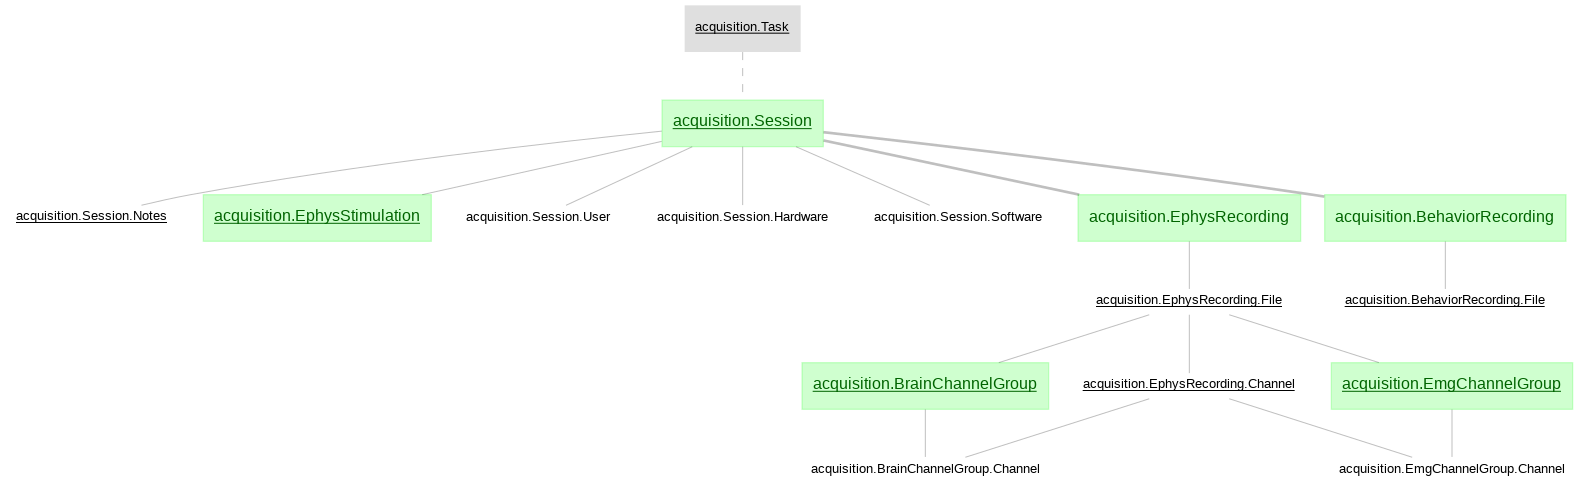 acquisition.Task
acquisition.Session
acquisition.Session.Notes
acquisition.EphysStimulation
acquisition.Session.User
acquisition.Session.Hardware
acquisition.Session.Software
acquisition.EphysRecording
acquisition.BehaviorRecording
acquisition.EphysRecording.File
acquisition.BehaviorRecording.File
acquisition.BrainChannelGroup
acquisition.EphysRecording.Channel
acquisition.EmgChannelGroup
acquisition.BrainChannelGroup.Channel
acquisition.EmgChannelGroup.Channel